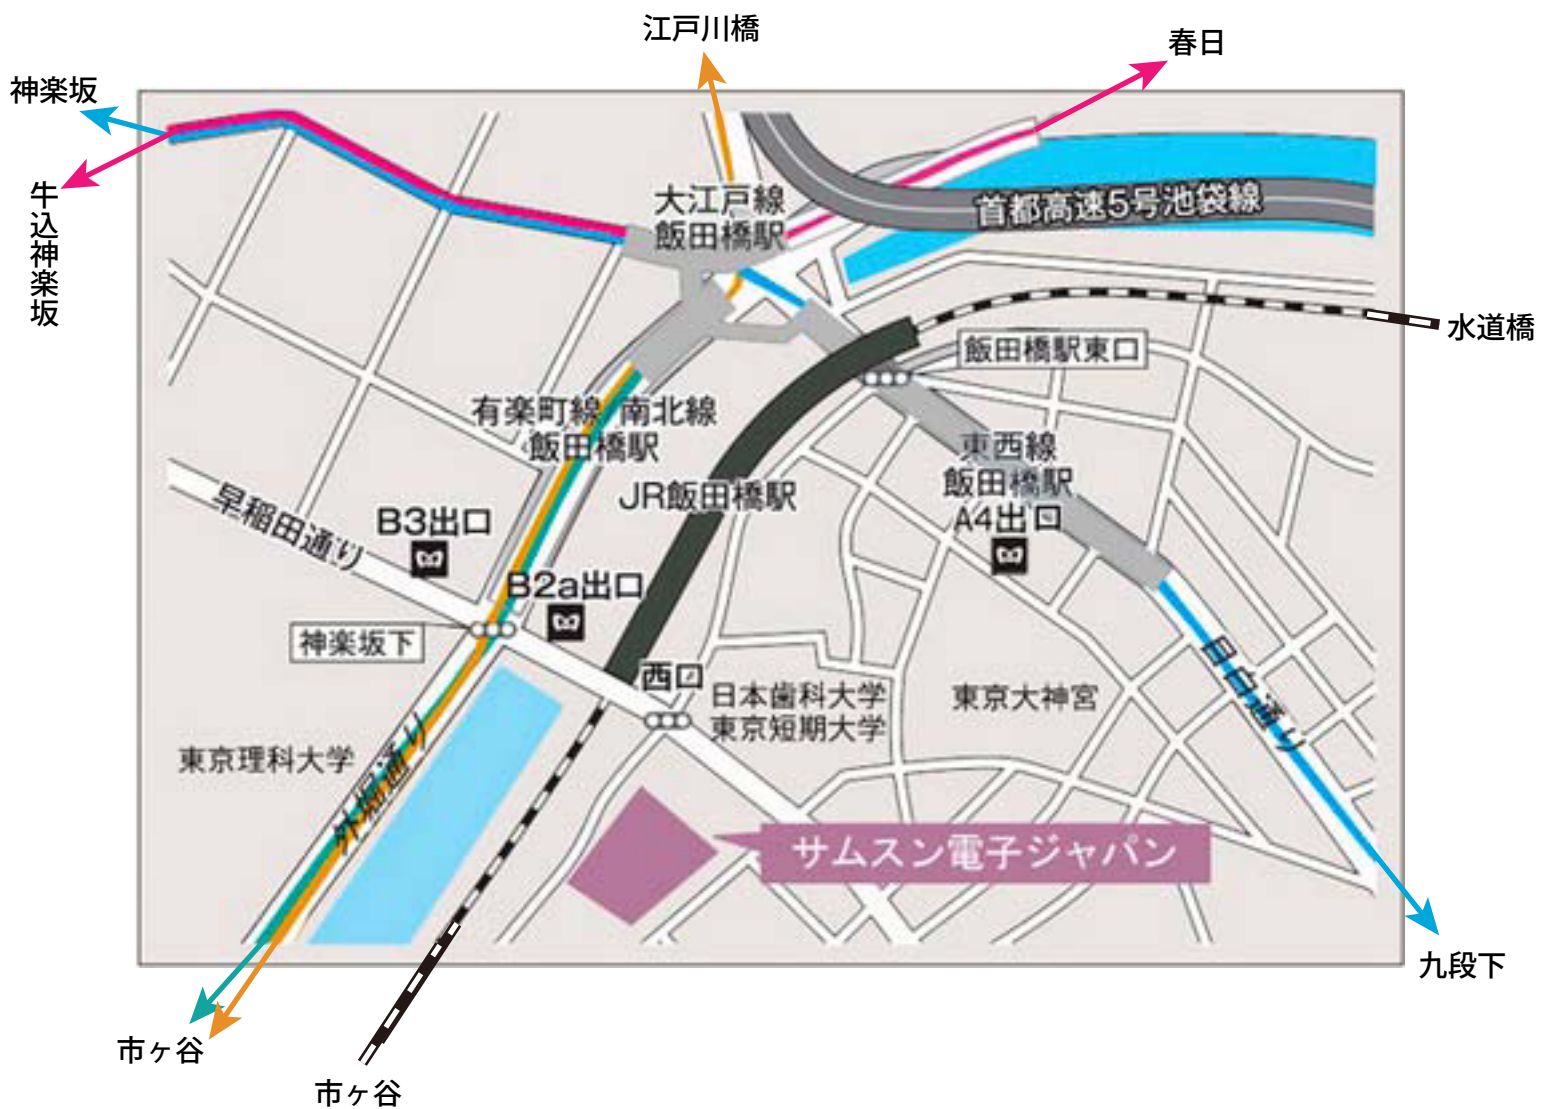 江戸川橋
春日
神楽坂
牛込神楽坂
大江戸線
飯田橋駅
首都高速5号池袋線
水道橋
飯田橋駅東口
有楽町線/南北線
飯田橋駅
東西線
飯田橋駅
A4出口
JR飯田橋駅
早稲田通り
B3出口
B2a出口
神楽坂下
西口
日本歯科大学
東京短期大学
東京大神宮
目白通り
東京理科大学
外堀通り
サムスン電子ジャパン
九段下
市ヶ谷
市ヶ谷